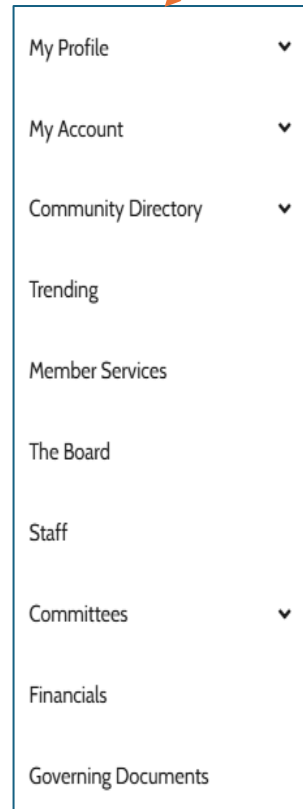 My Profile
My Account
Community Directory
Trending
Member Services
The Board
Staff
Committees
Financials
Governing Documents